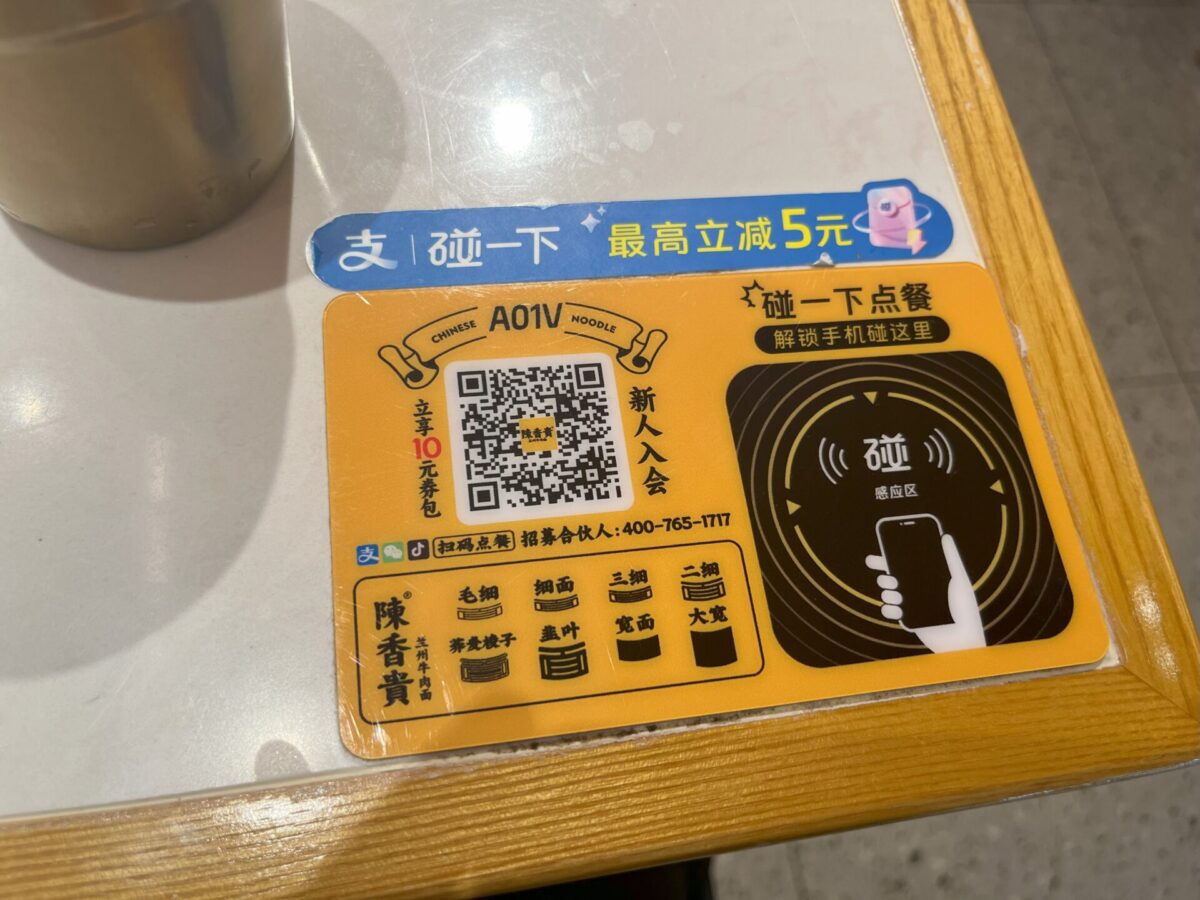 支 | 碰一下 最高立减5元
CHINESE A01V NOODLE
立享10元券包
陳香貴
新人入会
扫码点餐 招募合伙人:400-765-1717
陳香貴®
兰州牛肉面
毛细 细面 三细 二细
荞麦棱子 韭叶 宽面 大宽
碰一下点餐
解锁手机碰这里
碰
感应区